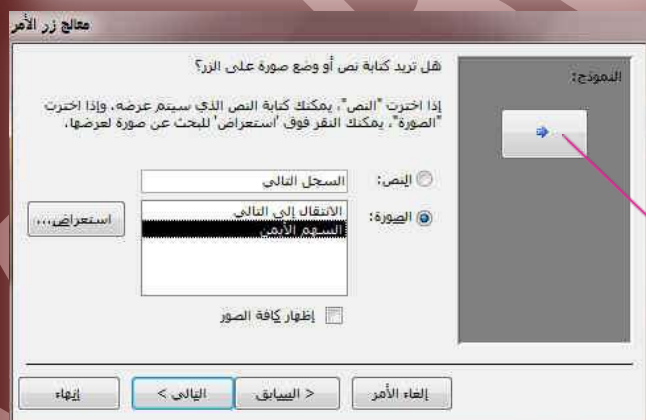 معالج زر الأمر
هل تريد كتابة نص أو وضع صورة على الزر؟
النموذج:
إذا اخترت "النص"، يمكنك كتابة النص الذي سيتم عرضه. وإذا اخترت
"الصورة"، يمكنك النقر فوق 'استعراض' للبحث عن صورة لعرضها.
النص: السجل التالي
الصورة: الانتقال إلى التالي
السهم الأيمن
استعراض...
إظهار كافة الصور
إلغاء الأمر < السابق التالي > إنهاء